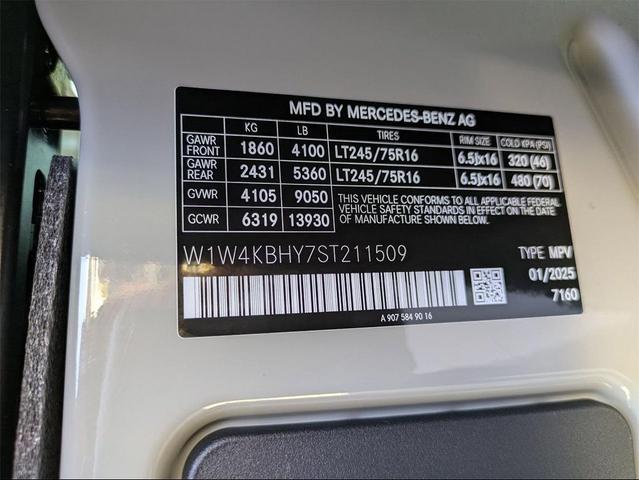 MFD BY MERCEDES-BENZ AG
KG LB TIRES RIM SIZE COLD KPA (PSI)
GAWR FRONT 1860 4100 LT245/75R16 6.5Jx16 320 (46)
GAWR REAR 2431 5360 LT245/75R16 6.5Jx16 480 (70)
GVWR 4105 9050
GCWR 6319 13930
THIS VEHICLE CONFORMS TO ALL APPLICABLE FEDERAL
VEHICLE SAFETY STANDARDS IN EFFECT ON THE DATE OF
MANUFACTURE SHOWN BELOW.
W1W4KBHY7ST211509
TYPE MPV
01/2025
7160
A 907 584 90 16